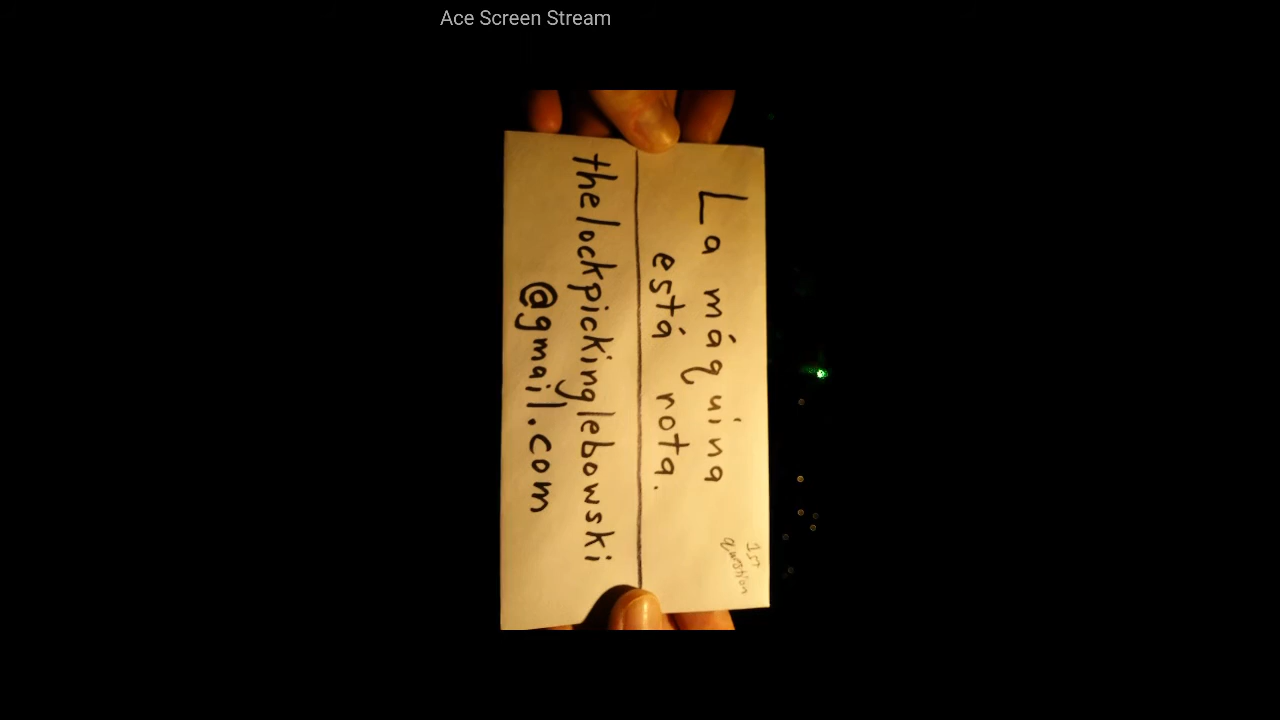 Ace Screen Stream
1st
question
La máquina
está rota.
thelockpickinglebowski
@gmail.com